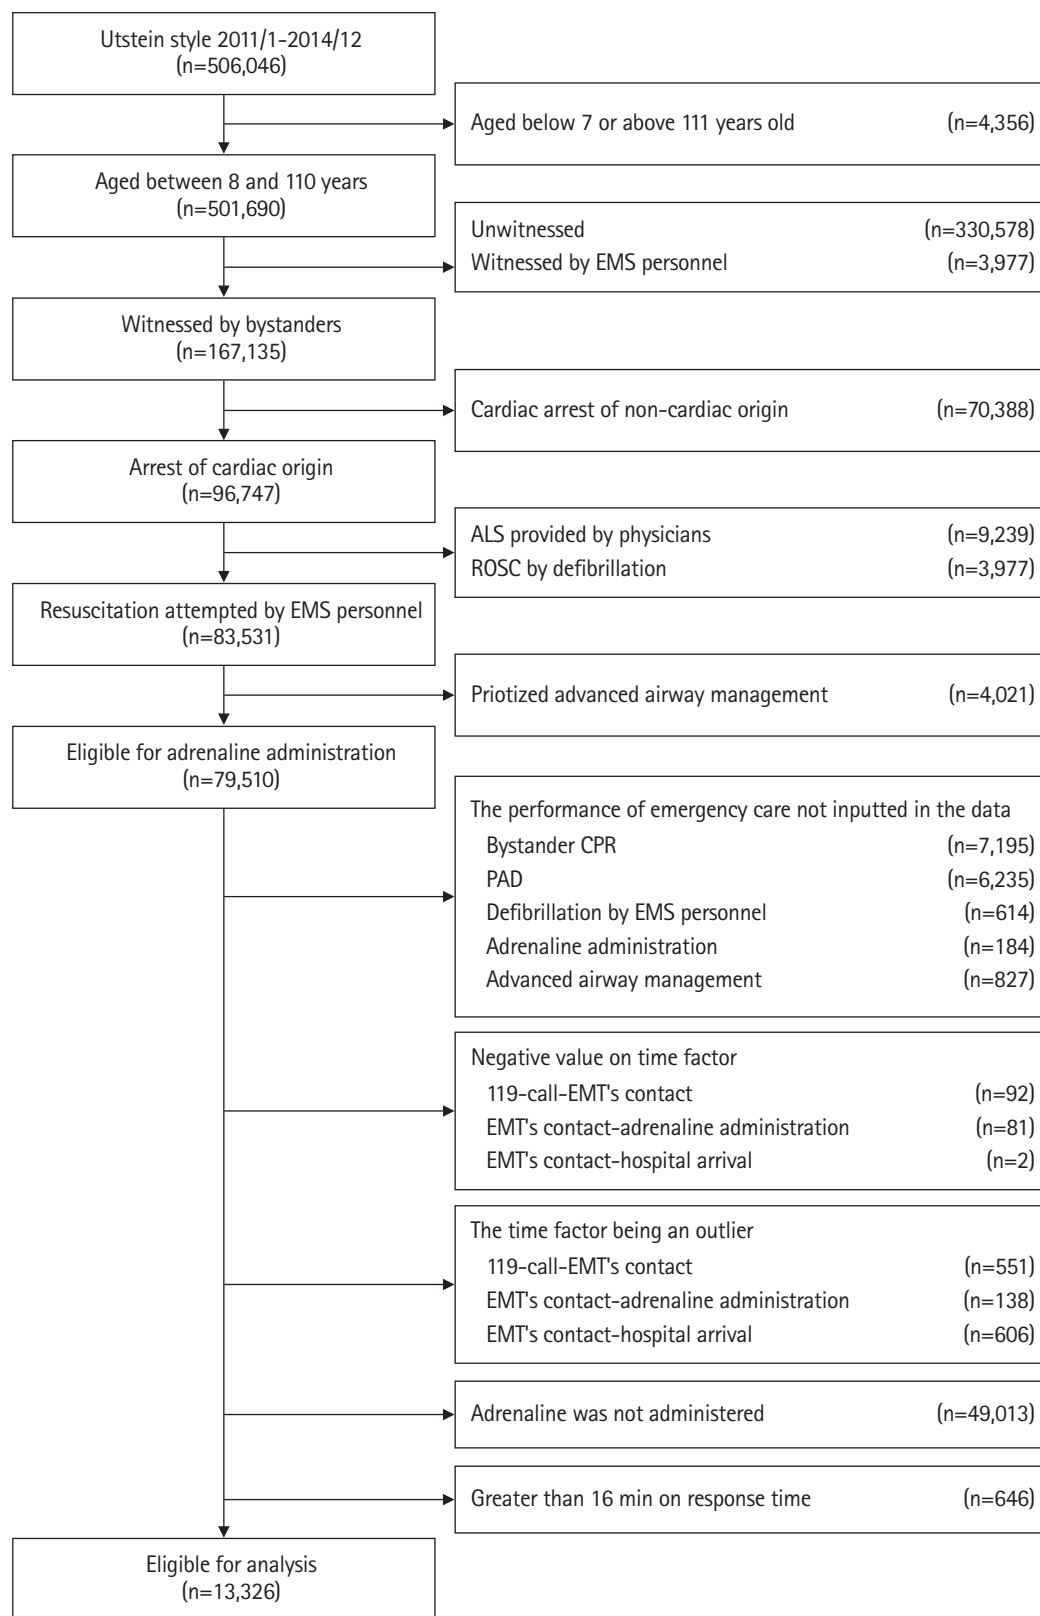 Utstein style 2011/1-2014/12
(n=506,046)
Aged below 7 or above 111 years old (n=4,356)
Aged between 8 and 110 years
(n=501,690)
Unwitnessed (n=330,578)
Witnessed by EMS personnel (n=3,977)
Witnessed by bystanders
(n=167,135)
Cardiac arrest of non-cardiac origin (n=70,388)
Arrest of cardiac origin
(n=96,747)
ALS provided by physicians (n=9,239)
ROSC by defibrillation (n=3,977)
Resuscitation attempted by EMS personnel
(n=83,531)
Priotized advanced airway management (n=4,021)
Eligible for adrenaline administration
(n=79,510)
The performance of emergency care not inputted in the data
Bystander CPR (n=7,195)
PAD (n=6,235)
Defibrillation by EMS personnel (n=614)
Adrenaline administration (n=184)
Advanced airway management (n=827)
Negative value on time factor
119-call-EMT's contact (n=92)
EMT's contact-adrenaline administration (n=81)
EMT's contact-hospital arrival (n=2)
The time factor being an outlier
119-call-EMT's contact (n=551)
EMT's contact-adrenaline administration (n=138)
EMT's contact-hospital arrival (n=606)
Adrenaline was not administered (n=49,013)
Greater than 16 min on response time (n=646)
Eligible for analysis
(n=13,326)